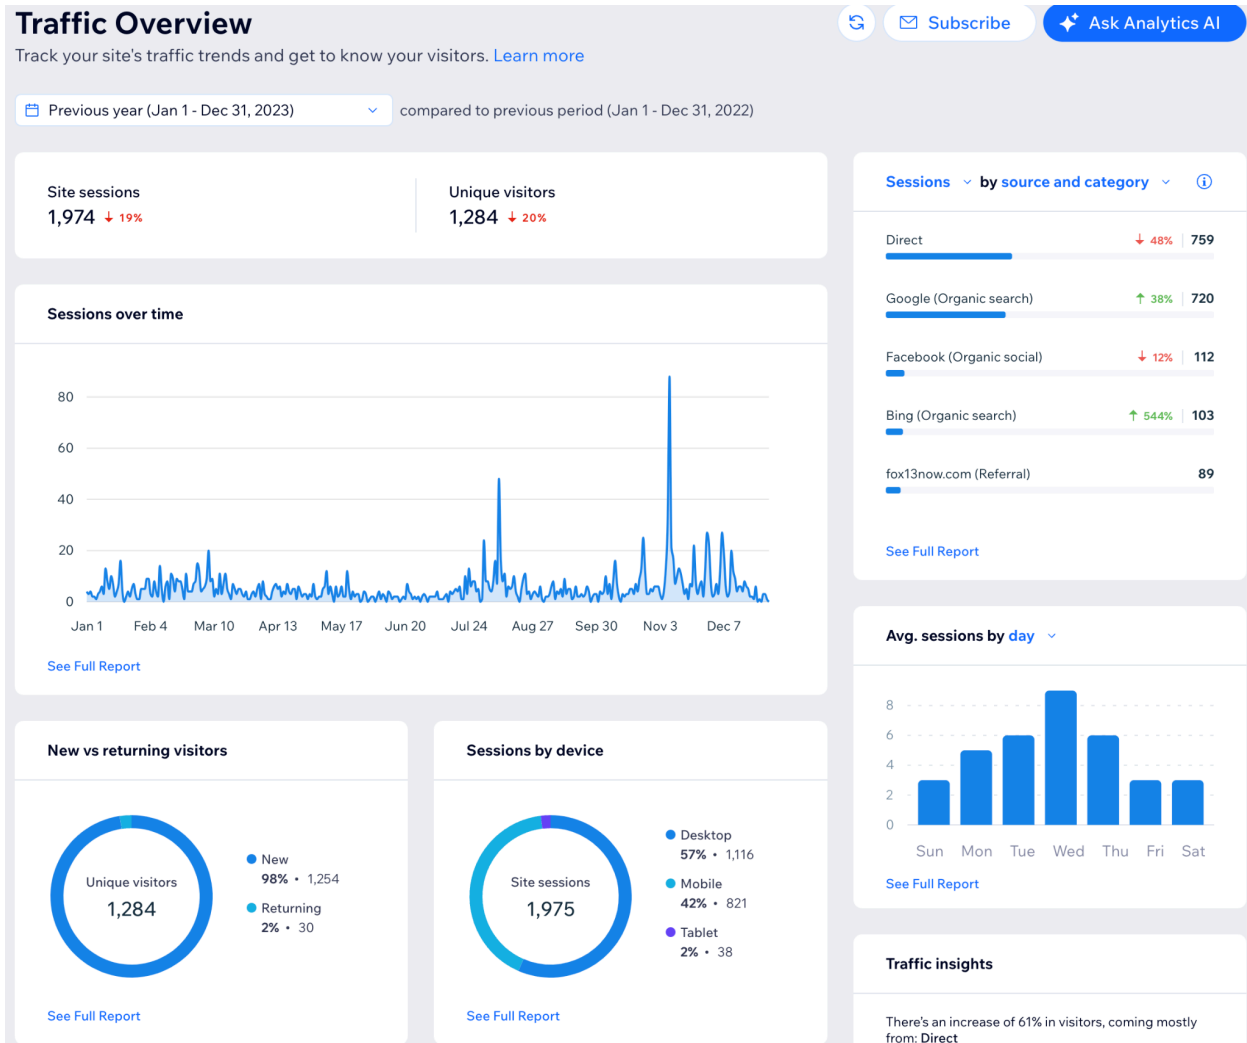 Traffic Overview
Subscribe
Ask Analytics AI
Track your site's traffic trends and get to know your visitors. Learn more
Previous year (Jan 1 - Dec 31, 2023)
compared to previous period (Jan 1 - Dec 31, 2022)
Site sessions
1,974 ↓ 19%
Unique visitors
1,284 ↓ 20%
Sessions over time
80
60
40
20
0
Jan 1 Feb 4 Mar 10 Apr 13 May 17 Jun 20 Jul 24 Aug 27 Sep 30 Nov 3 Dec 7
See Full Report
New vs returning visitors
Unique visitors
1,284
New
98% • 1,254
Returning
2% • 30
See Full Report
Sessions by device
Site sessions
1,975
Desktop
57% • 1,116
Mobile
42% • 821
Tablet
2% • 38
See Full Report
Sessions by source and category
Direct ↓ 48% 759
Google (Organic search) ↑ 38% 720
Facebook (Organic social) ↓ 12% 112
Bing (Organic search) ↑ 544% 103
fox13now.com (Referral) 89
See Full Report
Avg. sessions by day
8
6
4
2
0
Sun Mon Tue Wed Thu Fri Sat
See Full Report
Traffic insights
There's an increase of 61% in visitors, coming mostly
from: Direct